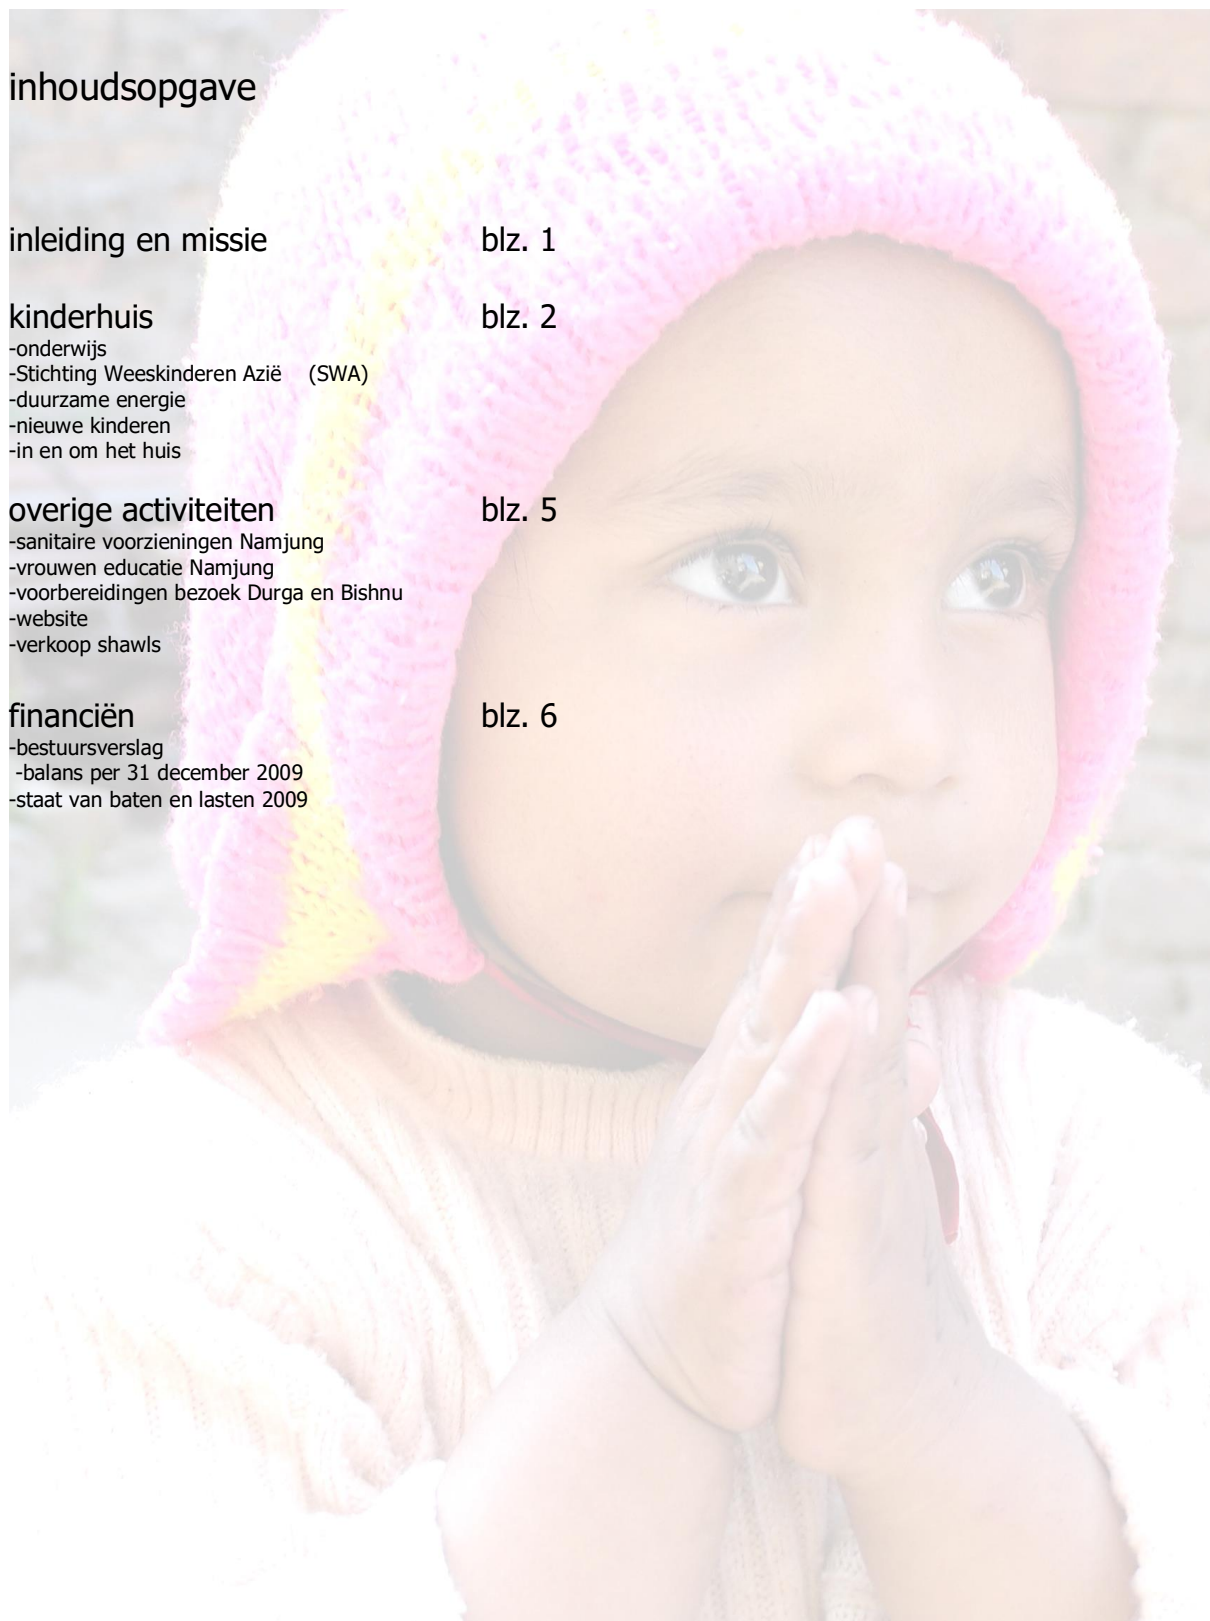 inhoudsopgave
inleiding en missie blz. 1
kinderhuis blz. 2
-onderwijs
-Stichting Weeskinderen Azië (SWA)
-duurzame energie
-nieuwe kinderen
-in en om het huis
overige activiteiten blz. 5
-sanitaire voorzieningen Namjung
-vrouwen educatie Namjung
-voorbereidingen bezoek Durga en Bishnu
-website
-verkoop shawls
financiën blz. 6
-bestuursverslag
-balans per 31 december 2009
-staat van baten en lasten 2009